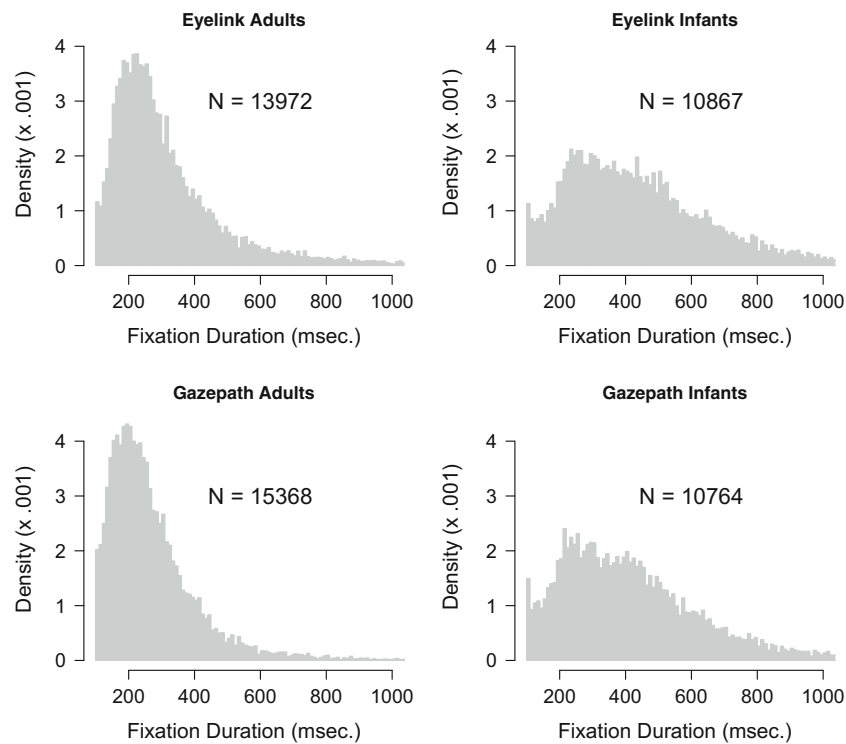 Eyelink Adults
Density (x .001)
4
3
2
1
0
N = 13972
200 400 600 800 1000
Fixation Duration (msec.)
Eyelink Infants
Density (x .001)
4
3
2
1
0
N = 10867
200 400 600 800 1000
Fixation Duration (msec.)
Gazepath Adults
Density (x .001)
4
3
2
1
0
N = 15368
200 400 600 800 1000
Fixation Duration (msec.)
Gazepath Infants
Density (x .001)
4
3
2
1
0
N = 10764
200 400 600 800 1000
Fixation Duration (msec.)